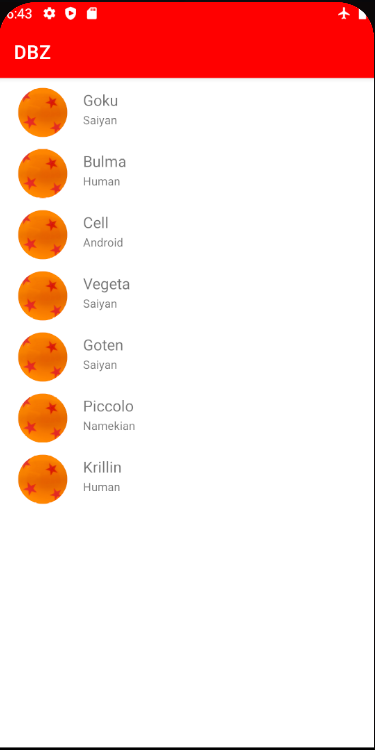 6:43
DBZ
Goku
Saiyan
Bulma
Human
Cell
Android
Vegeta
Saiyan
Goten
Saiyan
Piccolo
Namekian
Krillin
Human